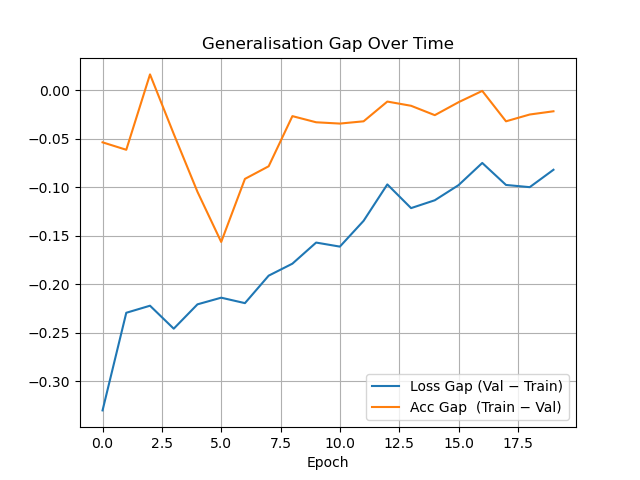 Generalisation Gap Over Time
0.00
−0.05
−0.10
−0.15
−0.20
−0.25
−0.30
Loss Gap (Val − Train)
Acc Gap  (Train − Val)
0.0 2.5 5.0 7.5 10.0 12.5 15.0 17.5
Epoch